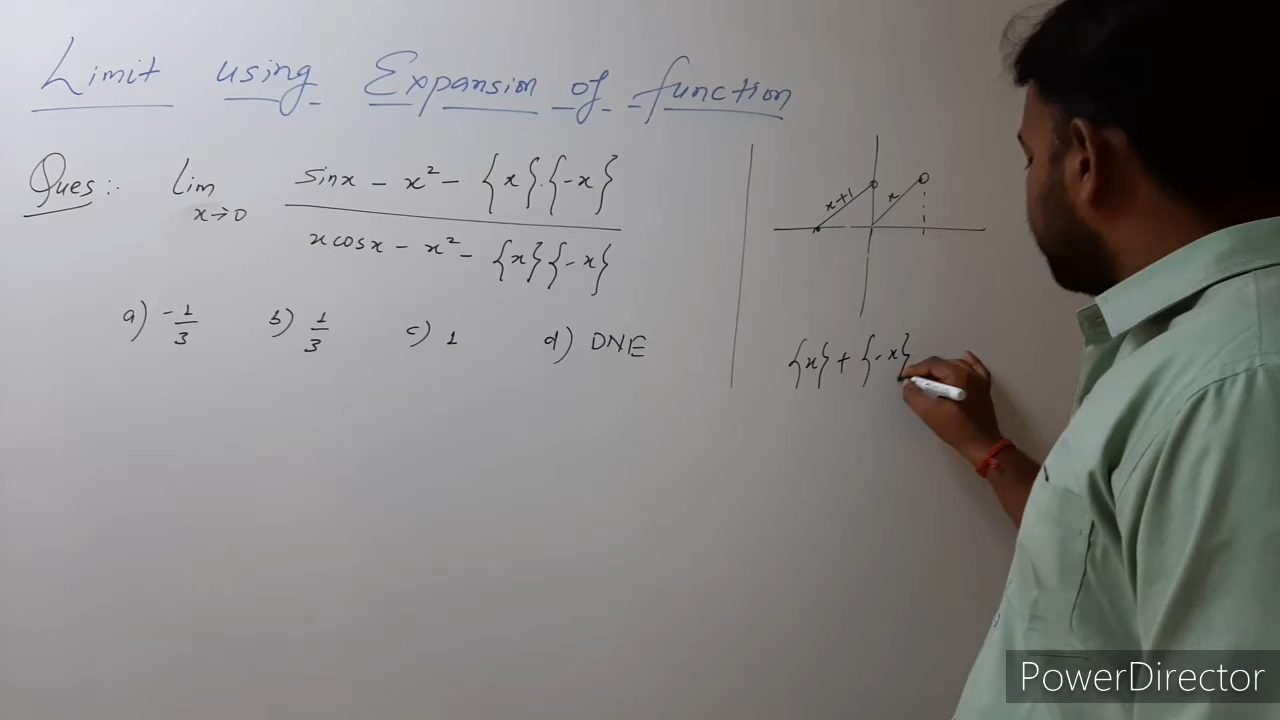 Limit using Expansion of function
Ques:- Lim x→0
sinx - x² - {x}.{-x}
xcosx - x² - {x}{-x}
a) -1/3 b) 1/3 c) 1 d) DNE
x+1
x
{x} + {-x}
PowerDirector